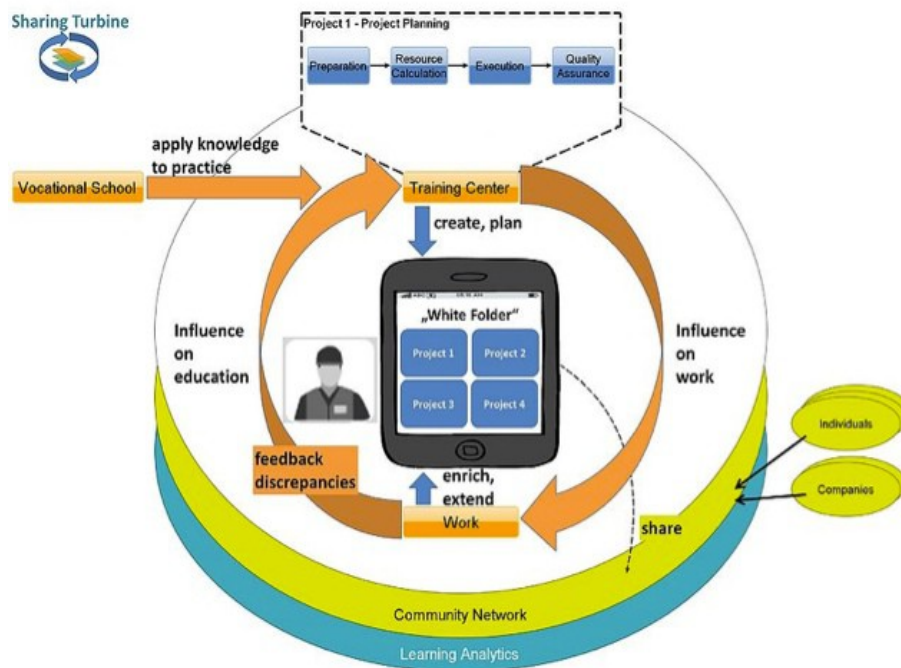 Sharing Turbine
Project 1 - Project Planning
Preparation
Resource
Calculation
Execution
Quality
Assurance
apply knowledge
to practice
Vocational School
Training Center
create, plan
„White Folder“
Project 1
Project 2
Project 3
Project 4
Influence
on
education
Influence
on
work
Individuals
Companies
feedback
discrepancies
enrich,
extend
Work
share
Community Network
Learning Analytics